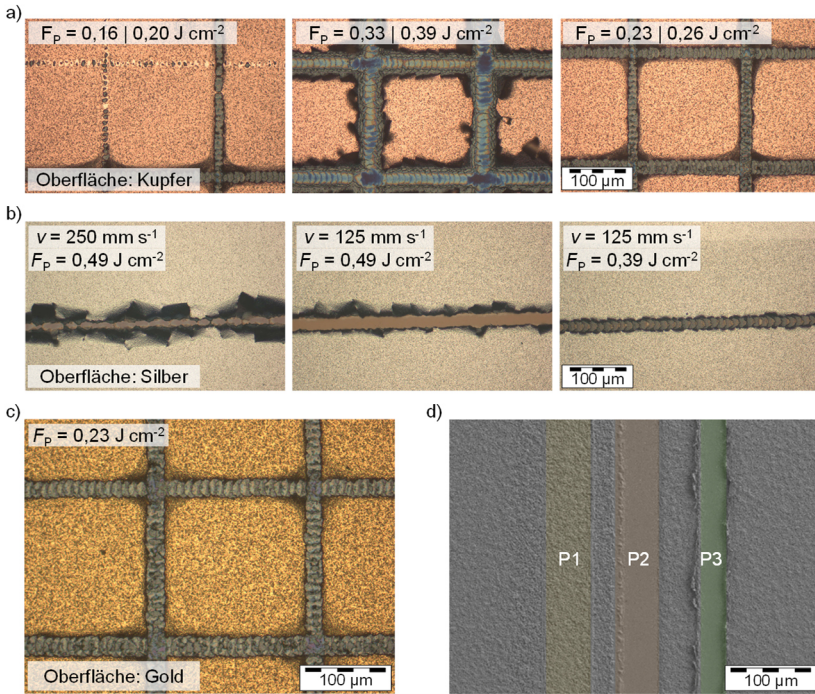 a)
F_P = 0,16 | 0,20 J cm⁻²
F_P = 0,33 | 0,39 J cm⁻²
F_P = 0,23 | 0,26 J cm⁻²
Oberfläche: Kupfer
100 µm
b)
v = 250 mm s⁻¹
F_P = 0,49 J cm⁻²
v = 125 mm s⁻¹
F_P = 0,49 J cm⁻²
v = 125 mm s⁻¹
F_P = 0,39 J cm⁻²
Oberfläche: Silber
100 µm
c)
F_P = 0,23 J cm⁻²
Oberfläche: Gold
100 µm
d)
P1
P2
P3
100 µm